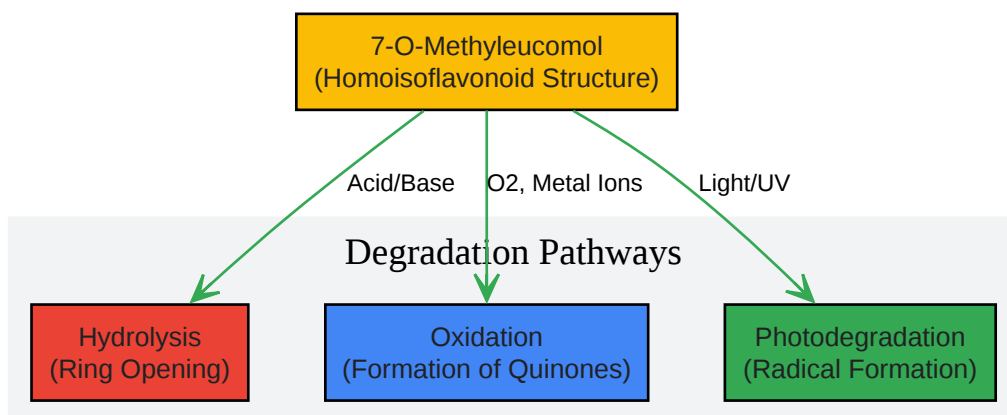 7-O-Methyleucomol
(Homoisoflavonoid Structure)
Acid/Base
O2, Metal Ions
Light/UV
Degradation Pathways
Hydrolysis
(Ring Opening)
Oxidation
(Formation of Quinones)
Photodegradation
(Radical Formation)